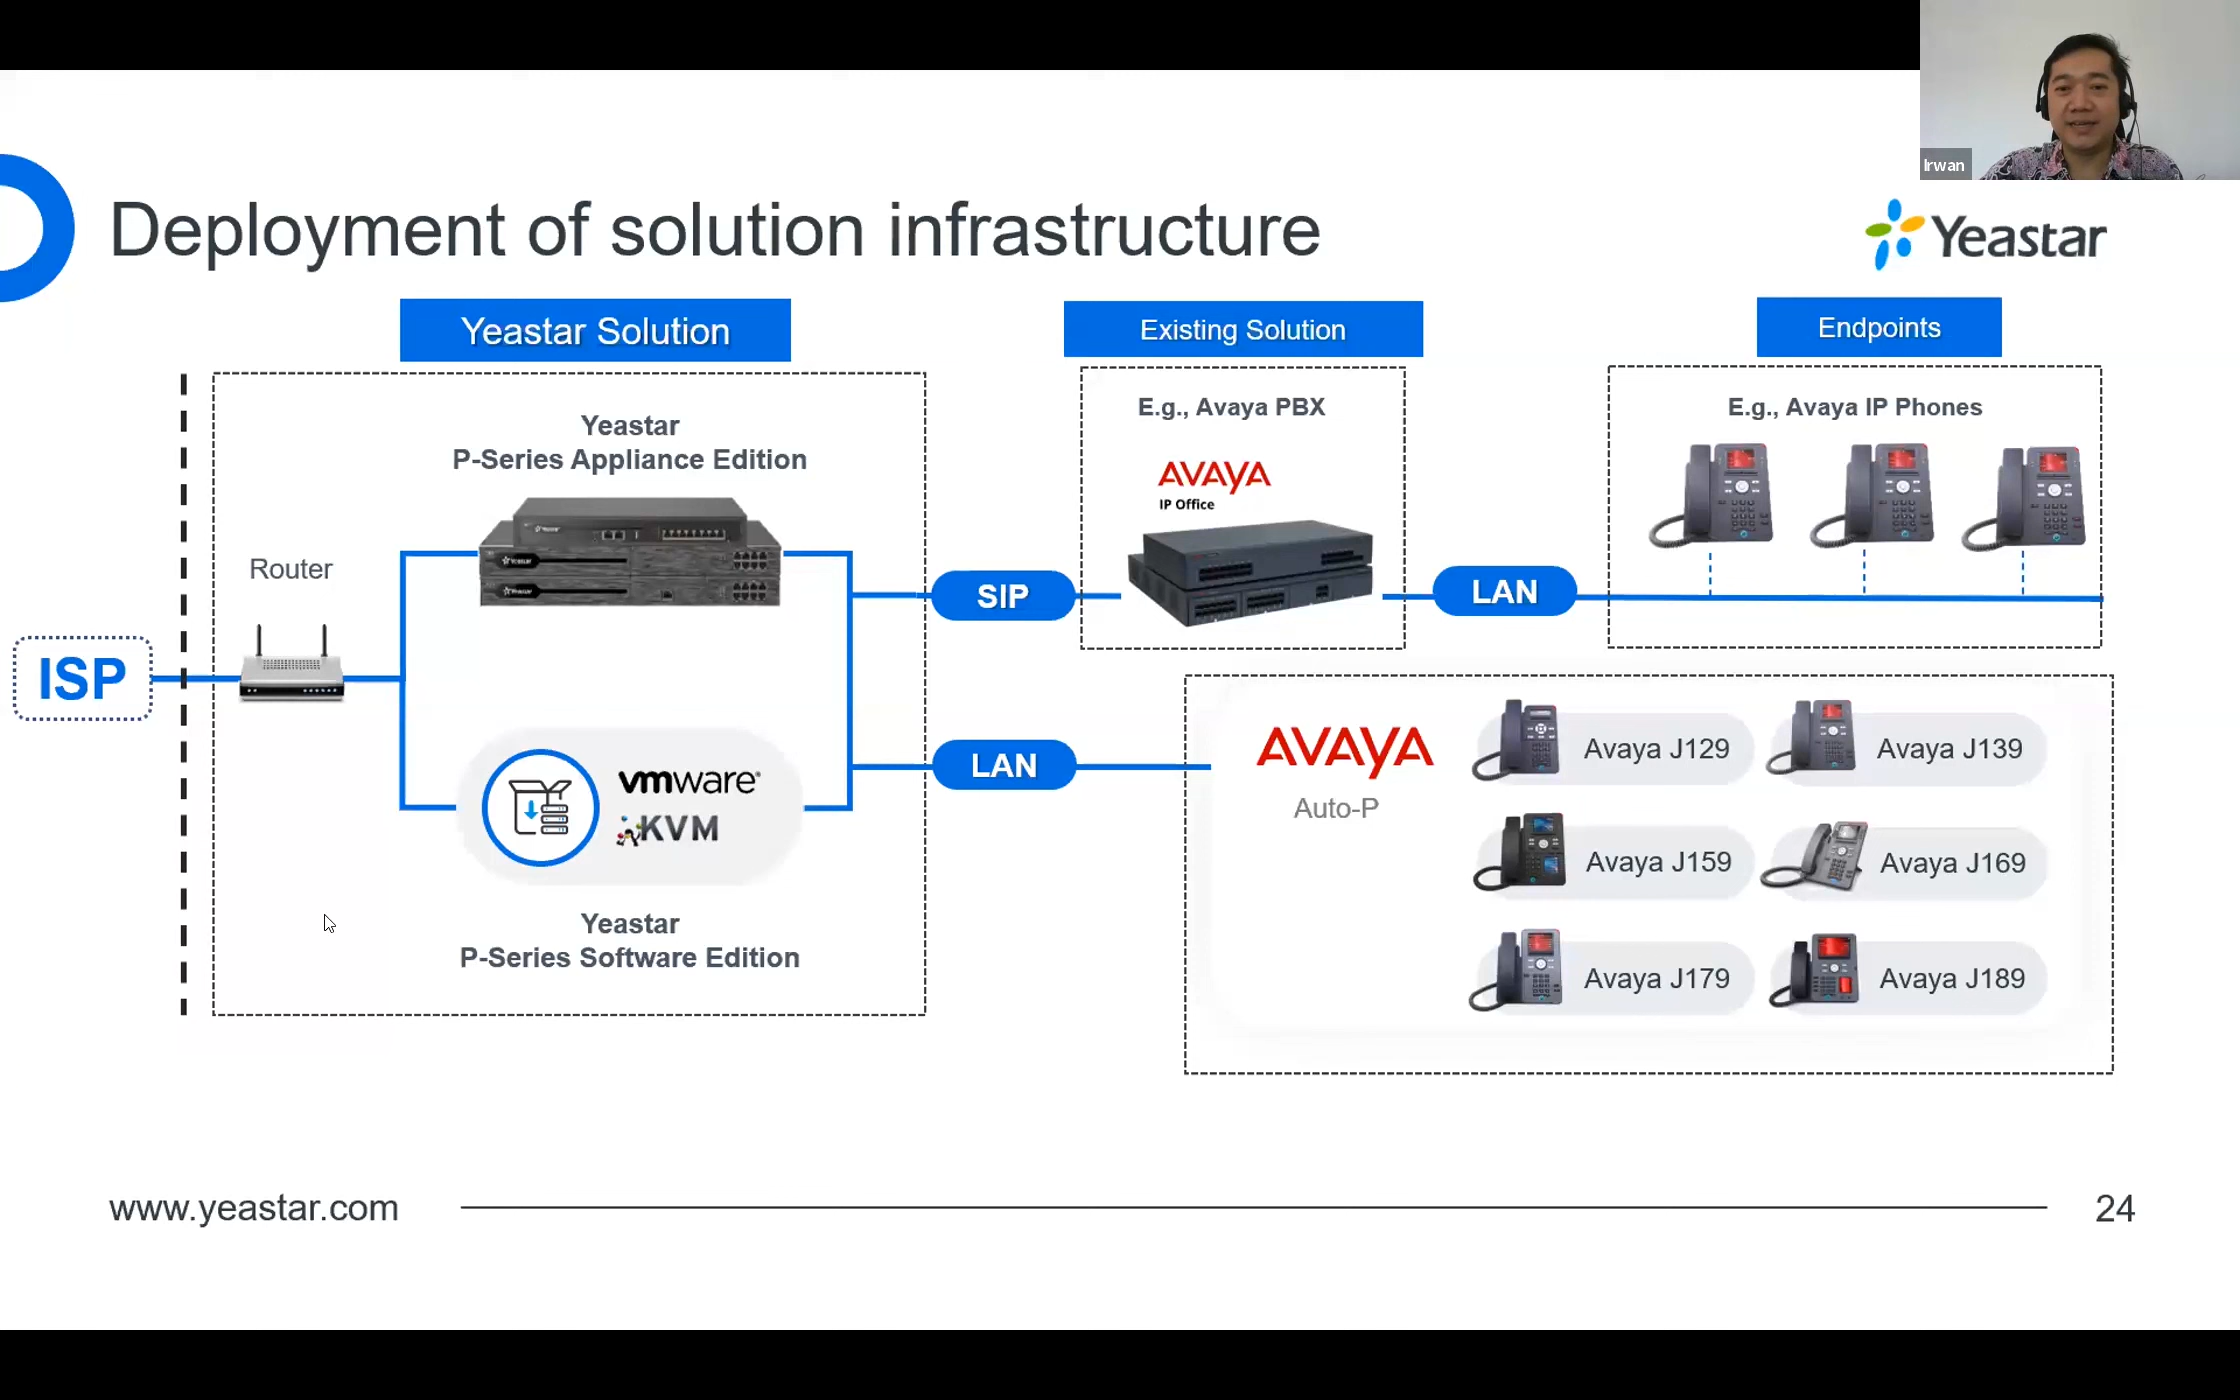 Irwan
Deployment of solution infrastructure
Yeastar
Yeastar Solution
Existing Solution
Endpoints
Yeastar
P-Series Appliance Edition
E.g., Avaya PBX
AVAYA
IP Office
E.g., Avaya IP Phones
Router
ISP
SIP
LAN
vmware
KVM
Yeastar
P-Series Software Edition
LAN
AVAYA
Auto-P
Avaya J129
Avaya J139
Avaya J159
Avaya J169
Avaya J179
Avaya J189
www.yeastar.com
24